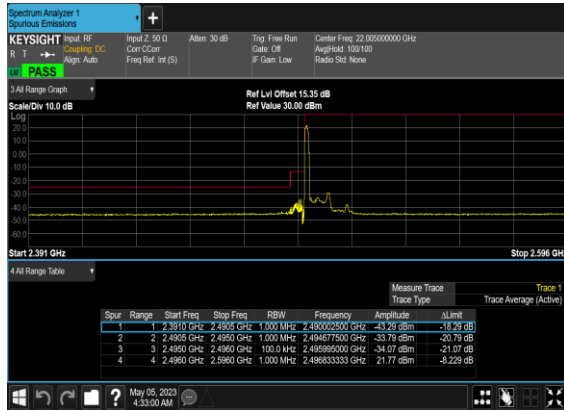 Spectrum Analyzer 1
Spurious Emissions
+
KEYSIGHT Input: RF Input Z: 50 Ω Atten: 30 dB Trig: Free Run Center Freq: 22.005000000 GHz
R T Coupling: DC Corr CCorr Gate: Off Avg|Hold: 100/100
Align: Auto Freq Ref: Int (S) IF Gain: Low Radio Std: None
PASS
3 All Range Graph
Ref Lvl Offset 15.35 dB
Scale/Div 10.0 dB Ref Value 30.00 dBm
Log
20.0
10.0
0.00
-10.0
-20.0
-30.0
-40.0
-50.0
-60.0
Start 2.391 GHz Stop 2.596 GH
4 All Range Table
Measure Trace Trace 1
Trace Type Trace Average (Active)
Spur Range Start Freq Stop Freq RBW Frequency Amplitude ΔLimit
1 1 2.3910 GHz 2.4905 GHz 1.000 MHz 2.490002500 GHz -43.29 dBm -18.29 dB
2 2 2.4905 GHz 2.4950 GHz 1.000 MHz 2.494677500 GHz -33.79 dBm -20.79 dB
3 3 2.4950 GHz 2.4960 GHz 100.0 kHz 2.495995000 GHz -34.07 dBm -21.07 dB
4 4 2.4960 GHz 2.5960 GHz 1.000 MHz 2.496833333 GHz 21.77 dBm -8.229 dB
? May 05, 2023
4:33:00 AM